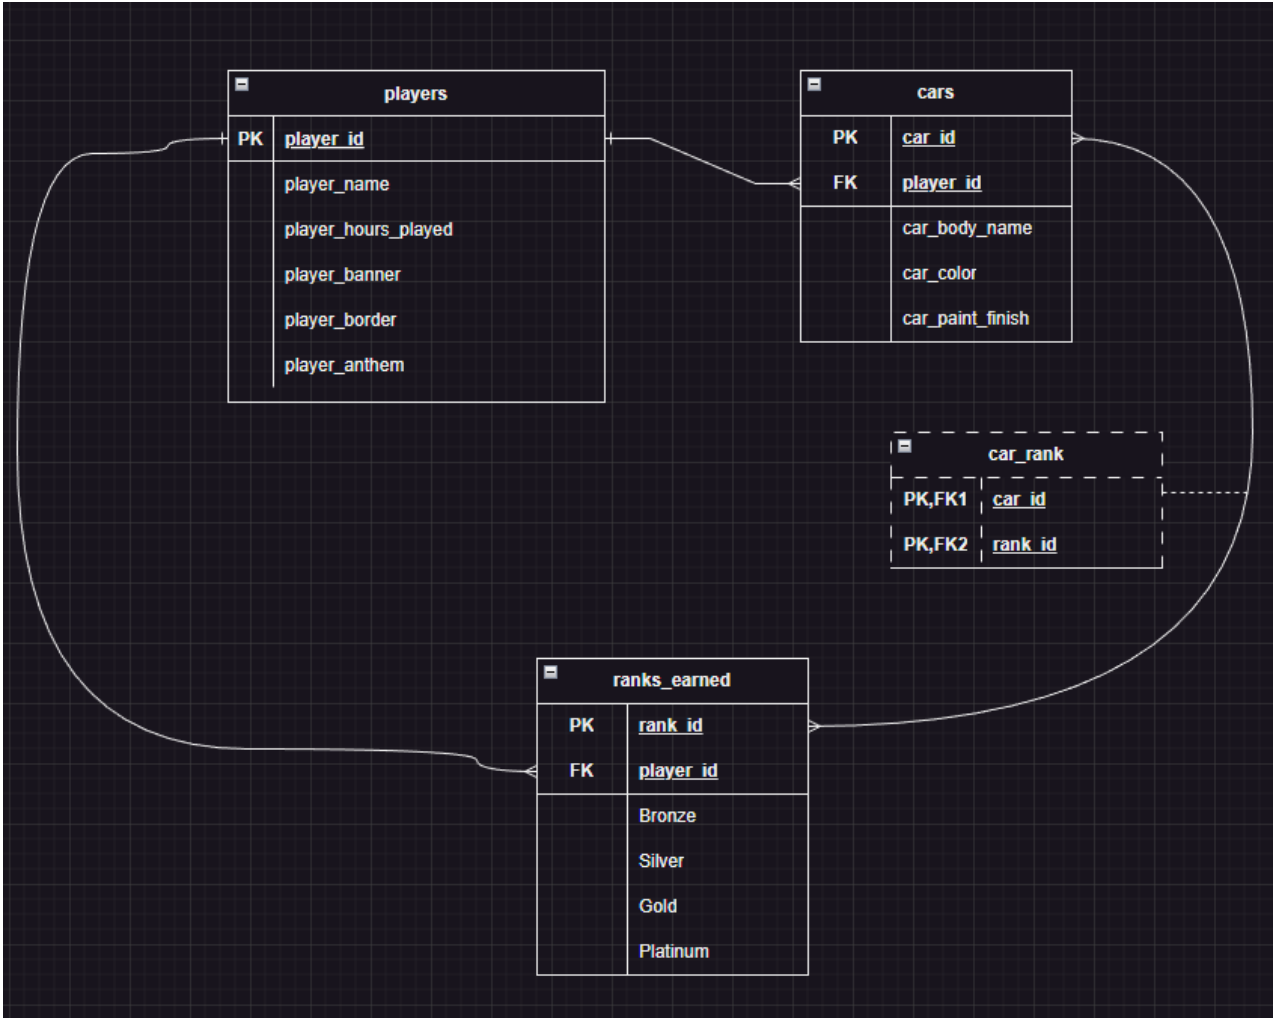 players
PK player_id
player_name
player_hours_played
player_banner
player_border
player_anthem
cars
PK car_id
FK player_id
car_body_name
car_color
car_paint_finish
car_rank
PK,FK1 car_id
PK,FK2 rank_id
ranks_earned
PK rank_id
FK player_id
Bronze
Silver
Gold
Platinum